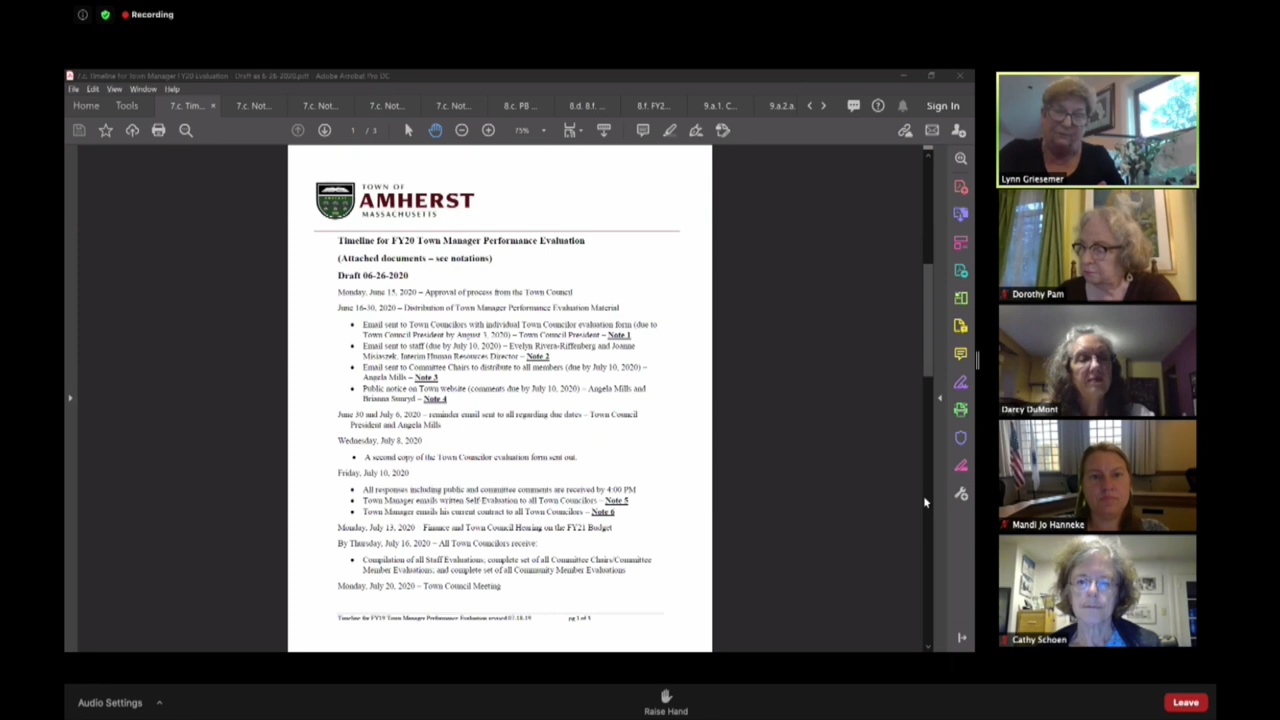 Recording
7.c. Timeline for Town Manager FY20 Evaluation - Draft as 6-26-2020.pdf - Adobe Acrobat Pro DC
File Edit View Window Help
Home Tools 7.c. Tim... × 7.c. Not... 7.c. Not... 7.c. Not... 7.c. Not... 8.c. PB ... 8.d. 8.f. ... 8.f. FY2... 9.a.1. C... 9.a.2.a. Sign In
1 / 3 75%
TOWN OF
AMHERST
MASSACHUSETTS
Timeline for FY20 Town Manager Performance Evaluation
(Attached documents – see notations)
Draft 06-26-2020
Monday, June 15, 2020 – Approval of process from the Town Council
June 16-30, 2020 – Distribution of Town Manager Performance Evaluation Material
• Email sent to Town Councilors with individual Town Councilor evaluation form (due to
Town Council President by August 3, 2020) – Town Council President – Note 1
• Email sent to staff (due by July 10, 2020) – Evelyn Rivera-Riffenberg and Joanne
Misiaszek, Interim Human Resources Director – Note 2
• Email sent to Committee Chairs to distribute to all members (due by July 10, 2020) –
Angela Mills – Note 3
• Public notice on Town website (comments due by July 10, 2020) – Angela Mills and
Brianna Sunryd – Note 4
June 30 and July 6, 2020 – reminder email sent to all regarding due dates – Town Council
President and Angela Mills
Wednesday, July 8, 2020
• A second copy of the Town Councilor evaluation form sent out.
Friday, July 10, 2020
• All responses including public and committee comments are received by 4:00 PM
• Town Manager emails written Self-Evaluation to all Town Councilors – Note 5
• Town Manager emails his current contract to all Town Councilors – Note 6
Monday, July 13, 2020 – Finance and Town Council Hearing on the FY21 Budget
By Thursday, July 16, 2020 – All Town Councilors receive:
• Compilation of all Staff Evaluations, complete set of all Committee Chairs/Committee
Member Evaluations; and complete set of all Community Member Evaluations
Monday, July 20, 2020 – Town Council Meeting
Timeline for FY19 Town Manager Performance Evaluation revised 07.18.19 pg 1 of 3
Lynn Griesemer
Dorothy Pam
Darcy DuMont
Mandi Jo Hanneke
Cathy Schoen
Audio Settings
Raise Hand
Leave